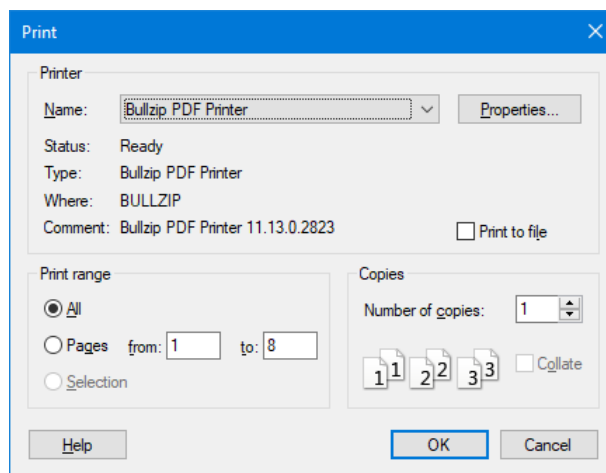 Print
Printer
Name: Bullzip PDF Printer Properties...
Status: Ready
Type: Bullzip PDF Printer
Where: BULLZIP
Comment: Bullzip PDF Printer 11.13.0.2823
Print to file
Print range
All
Pages from: 1 to: 8
Selection
Copies
Number of copies: 1
1 1 2 2 3 3 Collate
Help OK Cancel